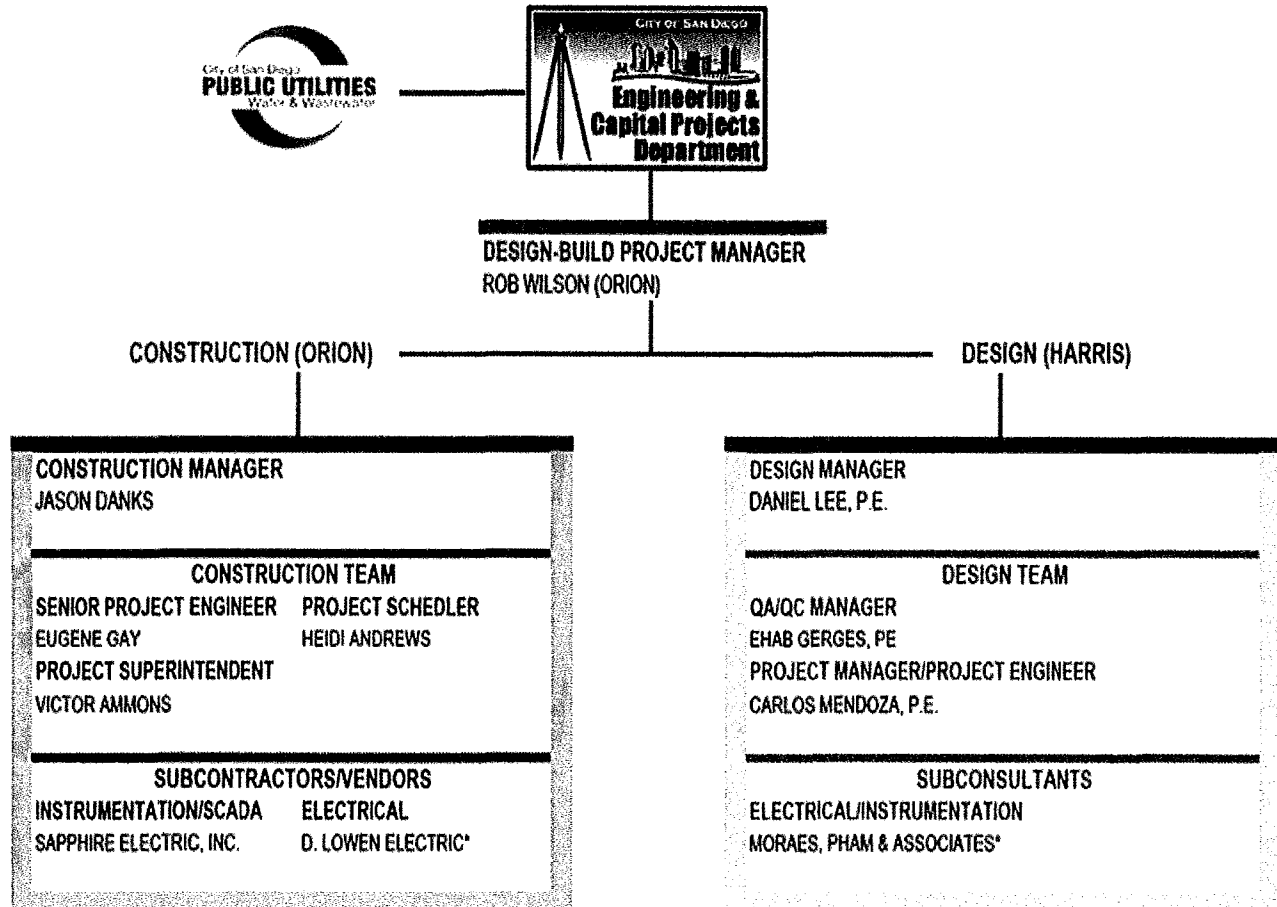 City of San Diego
PUBLIC UTILITIES
Water & Wastewater
CITY OF SAN DIEGO
Engineering &
Capital Projects
Department
DESIGN-BUILD PROJECT MANAGER
ROB WILSON (ORION)
CONSTRUCTION (ORION)
DESIGN (HARRIS)
CONSTRUCTION MANAGER
JASON DANKS
CONSTRUCTION TEAM
SENIOR PROJECT ENGINEER PROJECT SCHEDLER
EUGENE GAY HEIDI ANDREWS
PROJECT SUPERINTENDENT
VICTOR AMMONS
SUBCONTRACTORS/VENDORS
INSTRUMENTATION/SCADA ELECTRICAL
SAPPHIRE ELECTRIC, INC. D. LOWEN ELECTRIC*
DESIGN MANAGER
DANIEL LEE, P.E.
DESIGN TEAM
QA/QC MANAGER
EHAB GERGES, PE
PROJECT MANAGER/PROJECT ENGINEER
CARLOS MENDOZA, P.E.
SUBCONSULTANTS
ELECTRICAL/INSTRUMENTATION
MORAES, PHAM & ASSOCIATES*